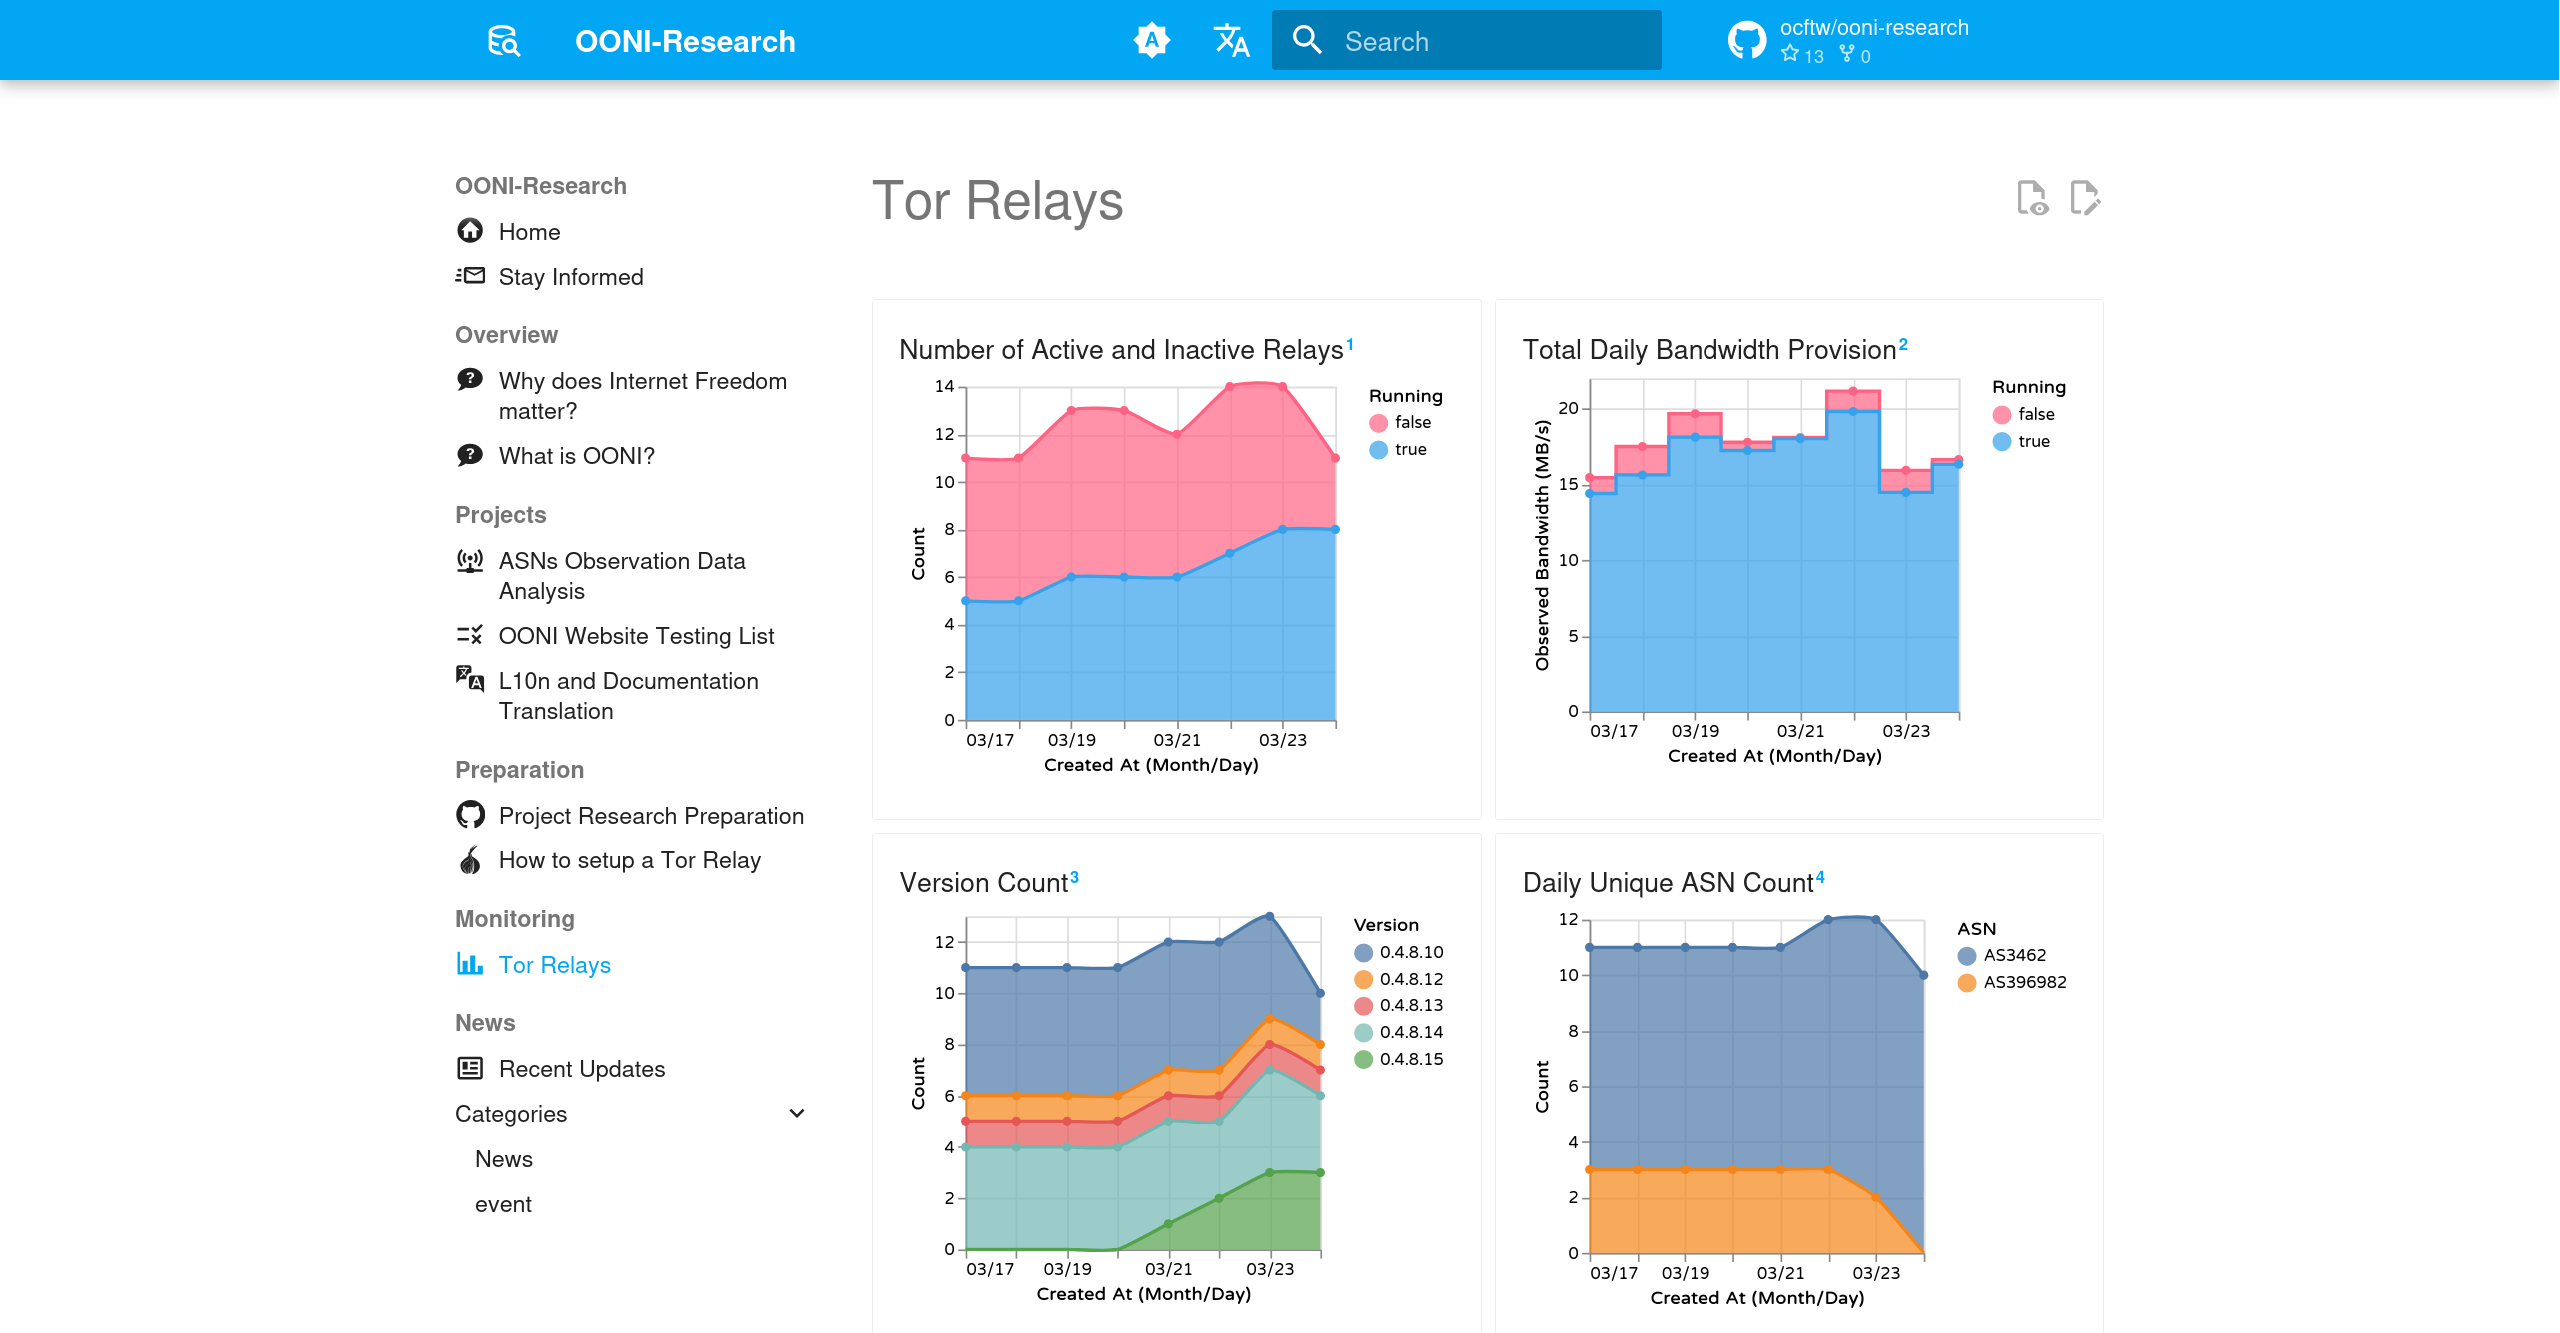 OONI-Research
Search
ocftw/ooni-research
13 0
OONI-Research
Home
Stay Informed
Overview
Why does Internet Freedom
matter?
What is OONI?
Projects
ASNs Observation Data
Analysis
OONI Website Testing List
L10n and Documentation
Translation
Preparation
Project Research Preparation
How to setup a Tor Relay
Monitoring
Tor Relays
News
Recent Updates
Categories
News
event
Tor Relays
Number of Active and Inactive Relays1
14
12
10
8
6
4
2
0
Count
03/17 03/19 03/21 03/23
Created At (Month/Day)
Running
false
true
Total Daily Bandwidth Provision2
20
15
10
5
0
Observed Bandwidth (MB/s)
03/17 03/19 03/21 03/23
Created At (Month/Day)
Running
false
true
Version Count3
12
10
8
6
4
2
0
Count
03/17 03/19 03/21 03/23
Created At (Month/Day)
Version
0.4.8.10
0.4.8.12
0.4.8.13
0.4.8.14
0.4.8.15
Daily Unique ASN Count4
12
10
8
6
4
2
0
Count
03/17 03/19 03/21 03/23
Created At (Month/Day)
ASN
AS3462
AS396982